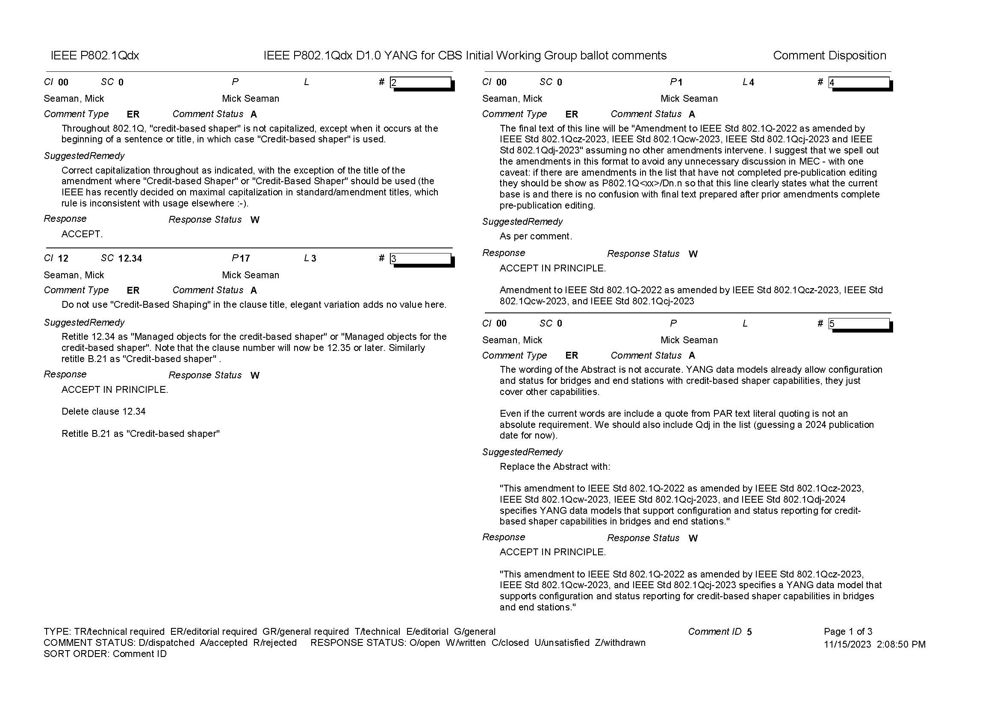 IEEE P802.1Qdx IEEE P802.1Qdx D1.0 YANG for CBS Initial Working Group ballot comments Comment Disposition
Cl 00 SC 0 P L # 2
Seaman, Mick Mick Seaman
Comment Type ER Comment Status A
Throughout 802.1Q, "credit-based shaper" is not capitalized, except when it occurs at the
beginning of a sentence or title, in which case "Credit-based shaper" is used.
SuggestedRemedy
Correct capitalization throughout as indicated, with the exception of the title of the
amendment where "Credit-based Shaper" or "Credit-Based Shaper" should be used (the
IEEE has recently decided on maximal capitalization in standard/amendment titles, which
rule is inconsistent with usage elsewhere :-).
Response Response Status W
ACCEPT.
Cl 12 SC 12.34 P 17 L 3 # 3
Seaman, Mick Mick Seaman
Comment Type ER Comment Status A
Do not use "Credit-Based Shaping" in the clause title, elegant variation adds no value here.
SuggestedRemedy
Retitle 12.34 as "Managed objects for the credit-based shaper" or "Managed objects for the
credit-based shaper". Note that the clause number will now be 12.35 or later. Similarly
retitle B.21 as "Credit-based shaper" .
Response Response Status W
ACCEPT IN PRINCIPLE.
Delete clause 12.34
Retitle B.21 as "Credit-based shaper"
Cl 00 SC 0 P 1 L 4 # 4
Seaman, Mick Mick Seaman
Comment Type ER Comment Status A
The final text of this line will be "Amendment to IEEE Std 802.1Q-2022 as amended by
IEEE Std 802.1Qcz-2023, IEEE Std 802.1Qcw-2023, IEEE Std 802.1Qcj-2023 and IEEE
Std 802.1Qdj-2023" assuming no other amendments intervene. I suggest that we spell out
the amendments in this format to avoid any unnecessary discussion in MEC - with one
caveat: if there are amendments in the list that have not completed pre-publication editing
they should be show as P802.1Q<xx>/Dn.n so that this line clearly states what the current
base is and there is no confusion with final text prepared after prior amendments complete
pre-publication editing.
SuggestedRemedy
As per comment.
Response Response Status W
ACCEPT IN PRINCIPLE.
Amendment to IEEE Std 802.1Q-2022 as amended by IEEE Std 802.1Qcz-2023, IEEE Std
802.1Qcw-2023, and IEEE Std 802.1Qcj-2023
Cl 00 SC 0 P L # 5
Seaman, Mick Mick Seaman
Comment Type ER Comment Status A
The wording of the Abstract is not accurate. YANG data models already allow configuration
and status for bridges and end stations with credit-based shaper capabilities, they just
cover other capabilities.
Even if the current words are include a quote from PAR text literal quoting is not an
absolute requirement. We should also include Qdj in the list (guessing a 2024 publication
date for now).
SuggestedRemedy
Replace the Abstract with:
"This amendment to IEEE Std 802.1Q-2022 as amended by IEEE Std 802.1Qcz-2023,
IEEE Std 802.1Qcw-2023, IEEE Std 802.1Qcj-2023, and IEEE Std 802.1Qdj-2024
specifies YANG data models that support configuration and status reporting for credit-
based shaper capabilities in bridges and end stations."
Response Response Status W
ACCEPT IN PRINCIPLE.
"This amendment to IEEE Std 802.1Q-2022 as amended by IEEE Std 802.1Qcz-2023,
IEEE Std 802.1Qcw-2023, and IEEE Std 802.1Qcj-2023 specifies a YANG data model that
supports configuration and status reporting for credit-based shaper capabilities in bridges
and end stations."
TYPE: TR/technical required ER/editorial required GR/general required T/technical E/editorial G/general Comment ID 5 Page 1 of 3
COMMENT STATUS: D/dispatched A/accepted R/rejected RESPONSE STATUS: O/open W/written C/closed U/unsatisfied Z/withdrawn 11/15/2023 2:08:50 PM
SORT ORDER: Comment ID